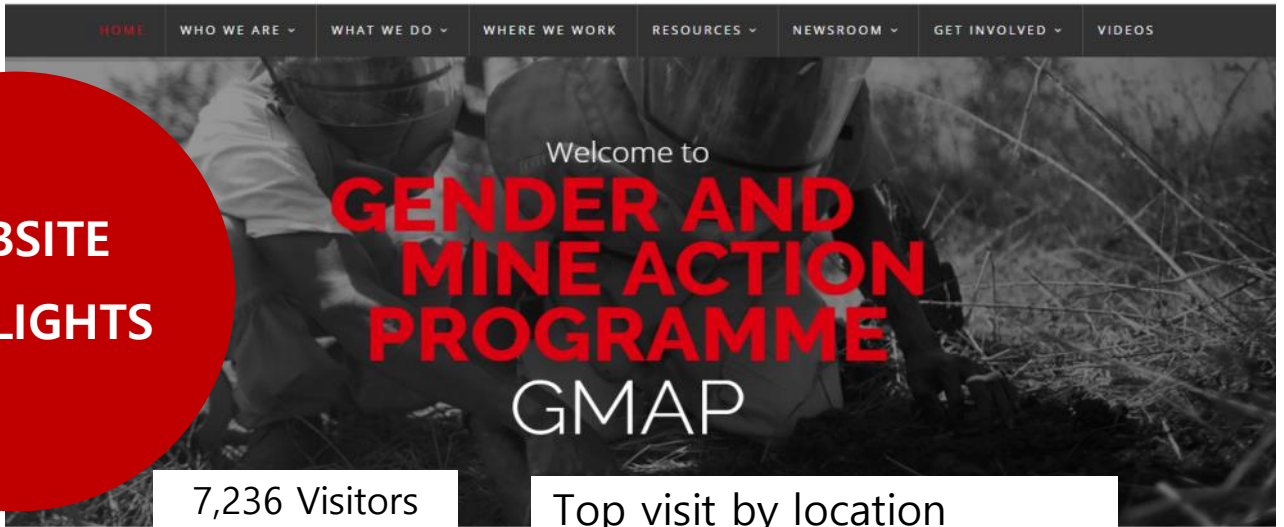 HOME WHO WE ARE WHAT WE DO WHERE WE WORK RESOURCES NEWSROOM GET INVOLVED VIDEOS
BSITE
LIGHTS
Welcome to
GENDER AND
MINE ACTION
PROGRAMME
GMAP
7,236 Visitors
Top visit by location